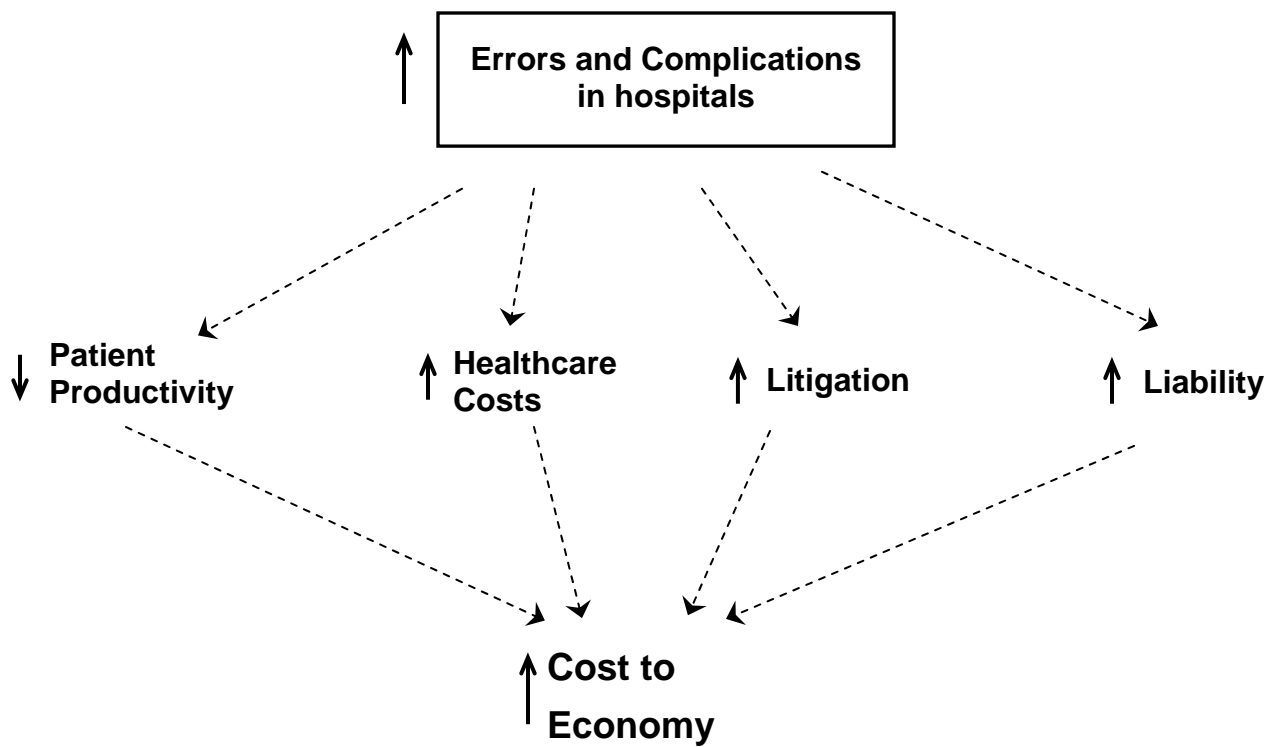 Errors and Complications
in hospitals
Patient
Productivity
Healthcare
Costs
Litigation
Liability
Cost to
Economy